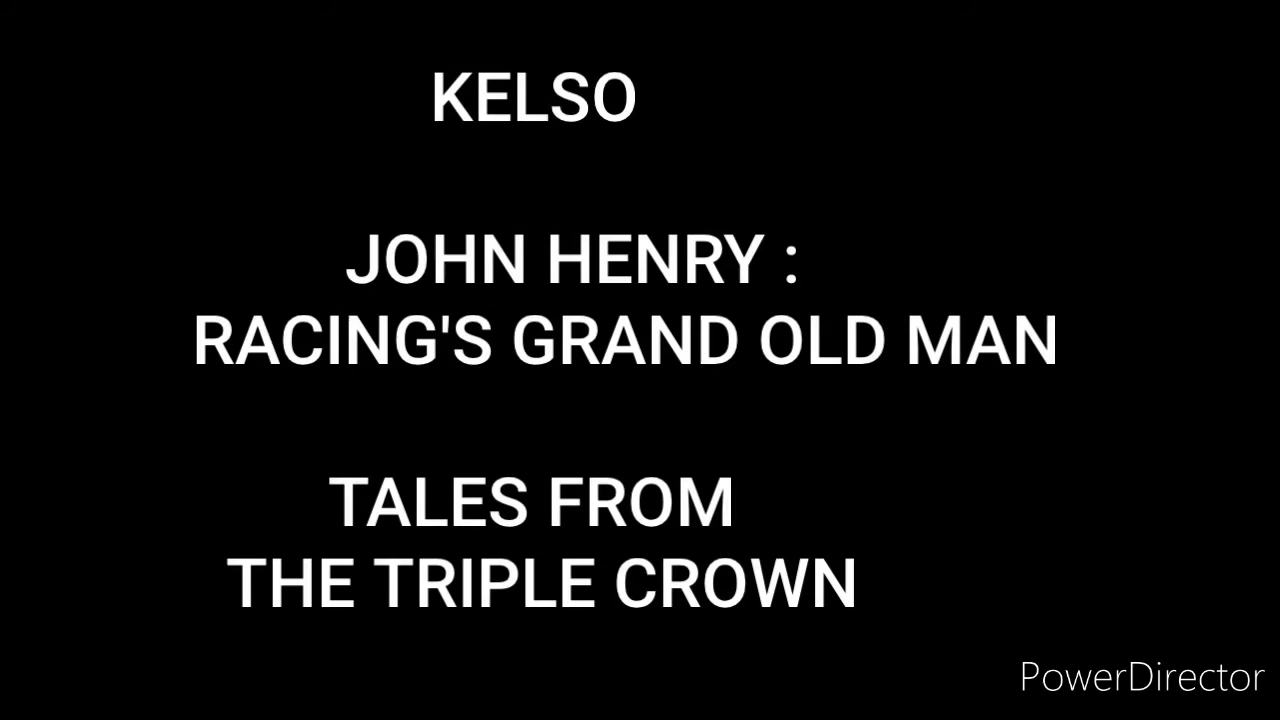 KELSO
JOHN HENRY :
RACING'S GRAND OLD MAN
TALES FROM
THE TRIPLE CROWN
PowerDirector